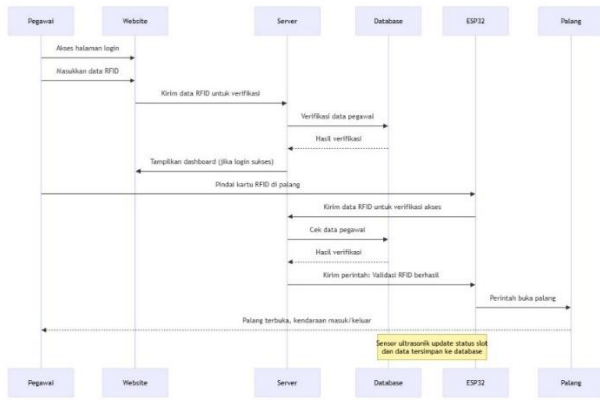 Pegawai Website Server Database ESP32 Palang
Akses halaman login
Masukkan data RFID
Kirim data RFID untuk verifikasi
Verifikasi data pegawai
Hasil verifikasi
Tampilkan dashboard (jika login sukses)
Pindai kartu RFID di palang
Kirim data RFID untuk verifikasi akses
Cek data pegawai
Hasil verifikasi
Kirim perintah: Validasi RFID berhasil
Perintah buka palang
Palang terbuka, kendaraan masuk/keluar
Sensor ultrasonik update status slot
dan data tersimpan ke database
Pegawai Website Server Database ESP32 Palang